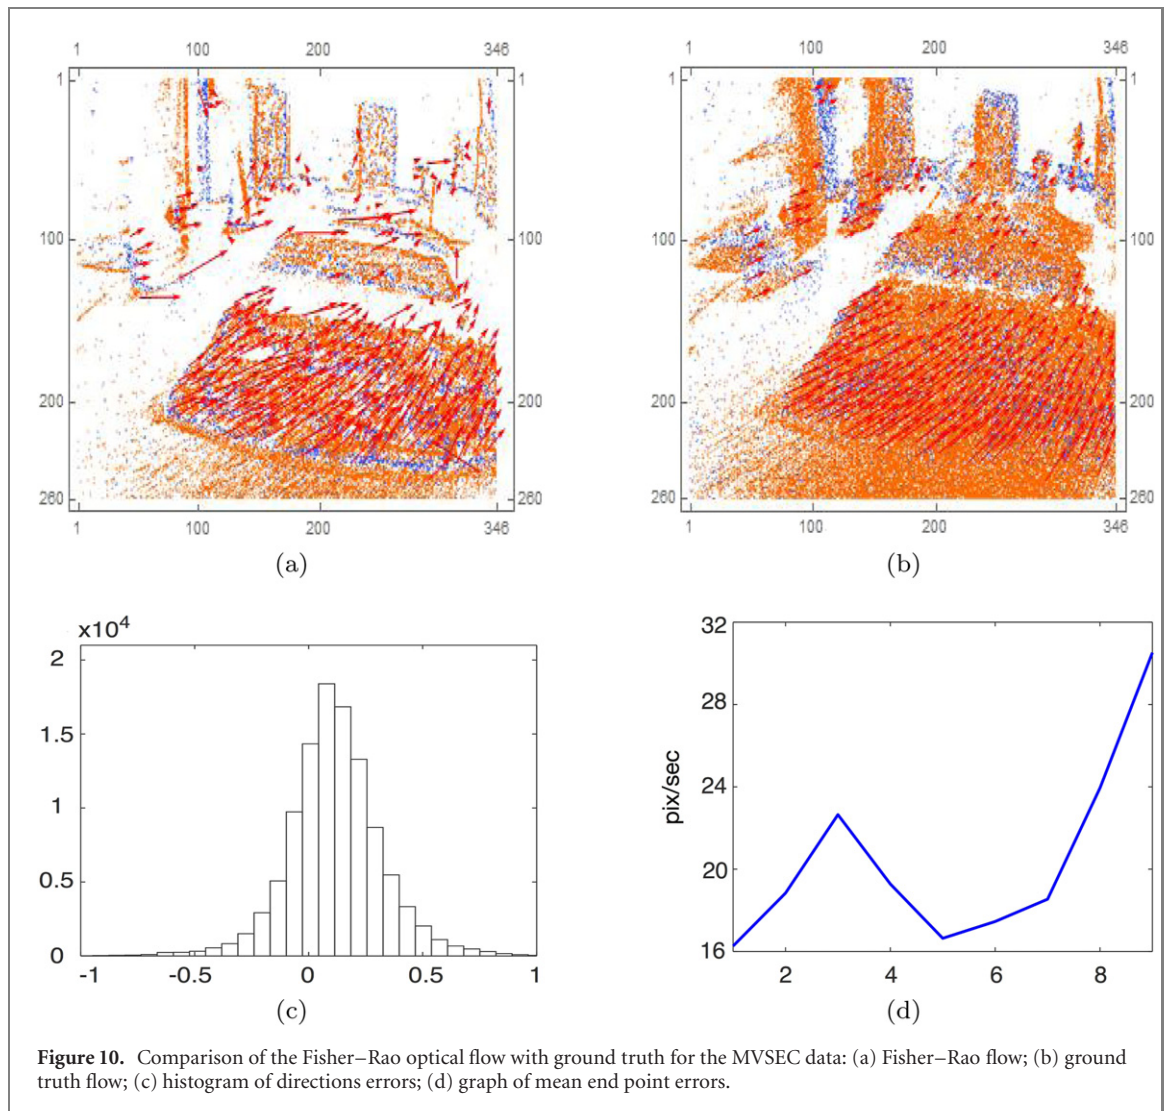 1 100 200 346
1 100 200 346
1 1
1 1
100 100
100 100
200 200
200 200
260 260
260 260
1 100 200 346
1 100 200 346
(a)
(b)
x10^4
2
1.5
1
0.5
0
-1 -0.5 0 0.5 1
(c)
32
28
24
20
16
pix/sec
2 4 6 8
(d)
Figure 10. Comparison of the Fisher–Rao optical flow with ground truth for the MVSEC data: (a) Fisher–Rao flow; (b) ground
truth flow; (c) histogram of directions errors; (d) graph of mean end point errors.